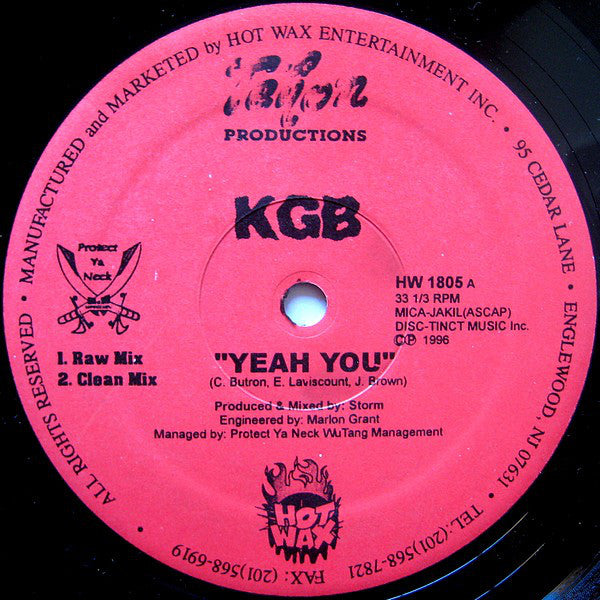 • ALL RIGHTS RESERVED • MANUFACTURED and MARKETED by HOT WAX ENTERTAINMENT INC. • 95 CEDAR LANE • ENGLEWOOD, NJ 07631 • TEL:(201)568-7821 FAX: (201)568-6919
PRODUCTIONS
KGB
Protect
Ya
Neck
HW 1805 A
33 1/3 RPM
MICA-JAKIL(ASCAP)
DISC-TINCT MUSIC Inc.
©℗ 1996
1. Raw Mix
2. Clean Mix
"YEAH YOU"
(C. Butron, E. Laviscount, J. Brown)
Produced & Mixed by: Storm
Engineered by: Marlon Grant
Managed by: Protect Ya Neck WuTang Management
HOT
WAX